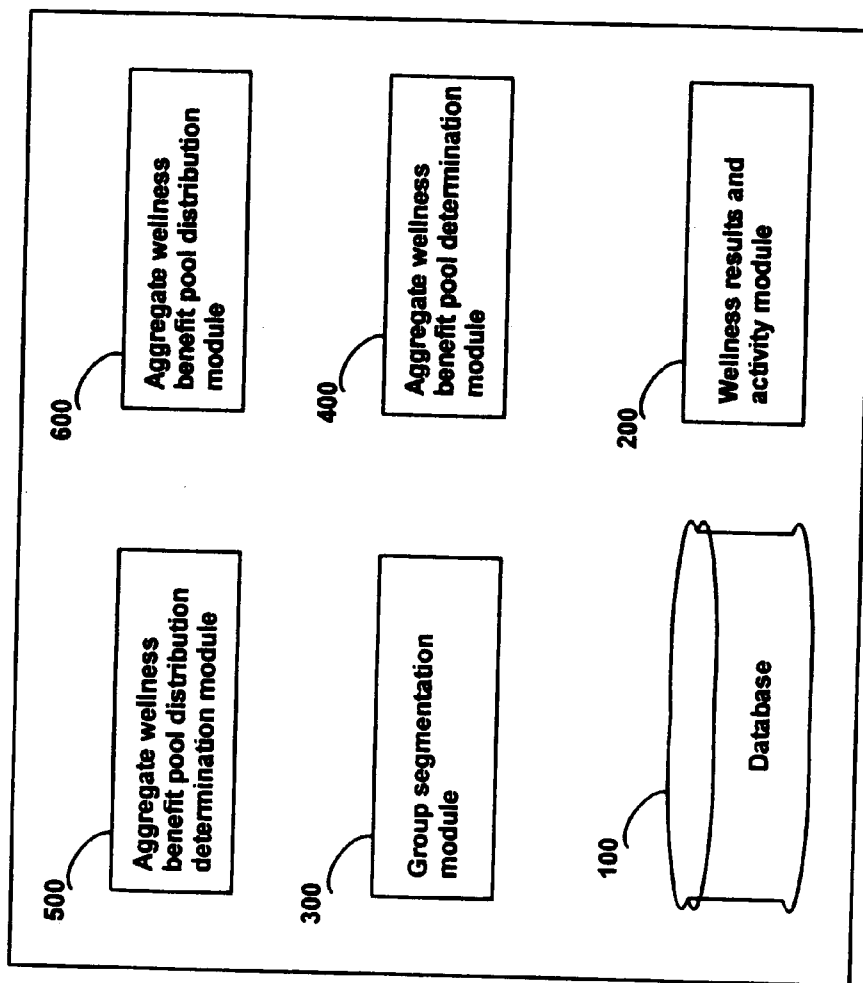 500
Aggregate wellness
benefit pool distribution
determination module
600
Aggregate wellness
benefit pool distribution
module
300
Group segmentation
module
400
Aggregate wellness
benefit pool determination
module
100
Database
200
Wellness results and
activity module